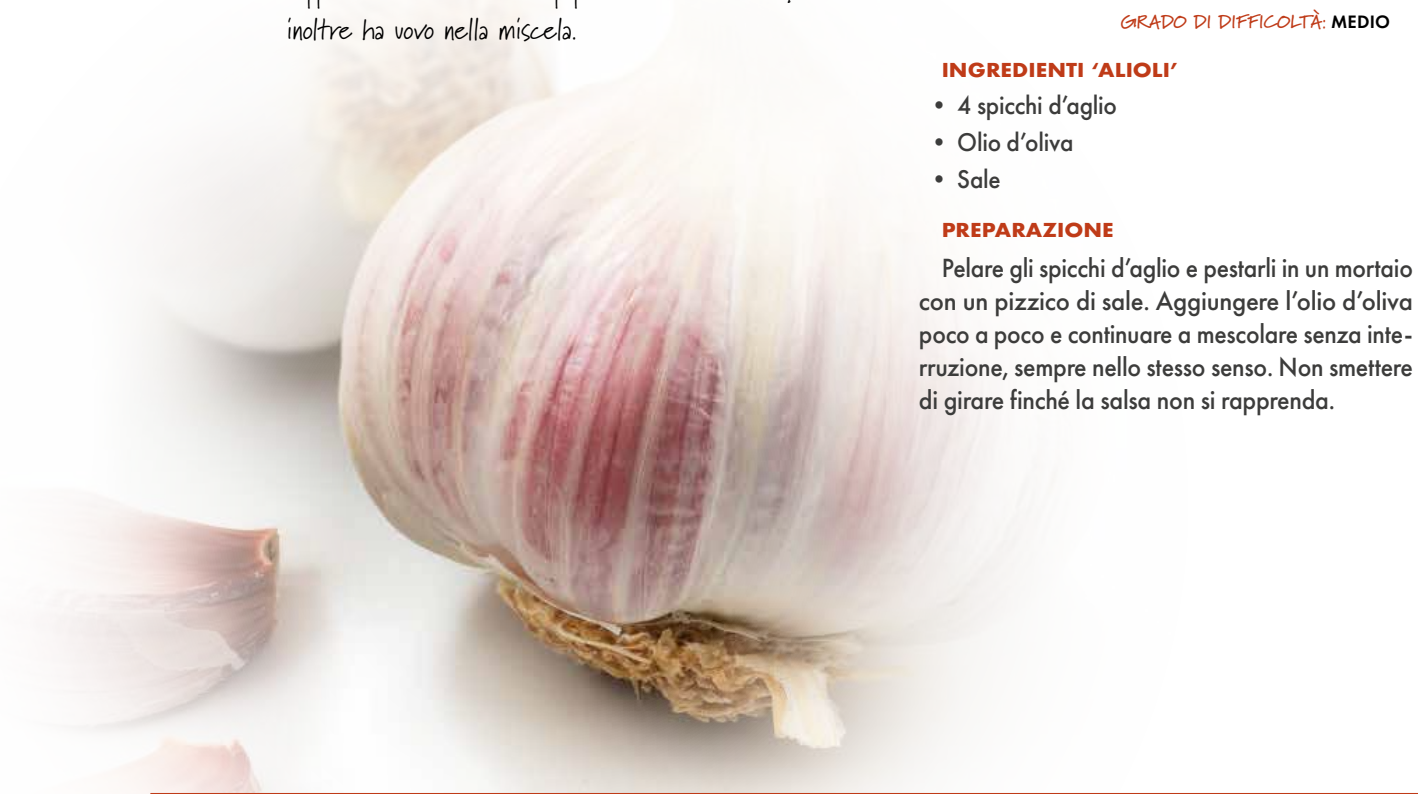 inoltre ha uovo nella miscela.
GRADO DI DIFFICOLTÀ: MEDIO
INGREDIENTI ‘ALIOLI’
• 4 spicchi d’aglio
• Olio d’oliva
• Sale
PREPARAZIONE
Pelare gli spicchi d’aglio e pestarli in un mortaio
con un pizzico di sale. Aggiungere l’olio d’oliva
poco a poco e continuare a mescolare senza inte-
rruzione, sempre nello stesso senso. Non smettere
di girare finché la salsa non si rapprenda.